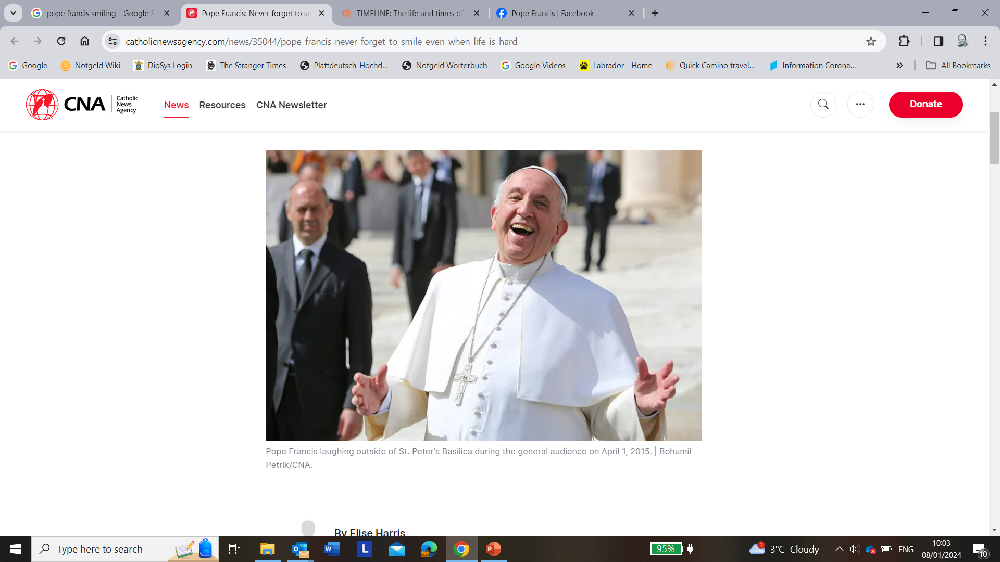 pope francis smiling - Google S
Pope Francis: Never forget to sm
TIMELINE: The life and times of
Pope Francis | Facebook
catholicnewsagency.com/news/35044/pope-francis-never-forget-to-smile-even-when-life-is-hard
Google
Notgeld Wiki
DioSys Login
The Stranger Times
Plattdeutsch-Hochd...
Notgeld Wörterbuch
Google Videos
Labrador - Home
Quick Camino travel...
Information Corona...
All Bookmarks
CNA
Catholic
News
Agency
News
Resources
CNA Newsletter
Donate
Pope Francis laughing outside of St. Peter's Basilica during the general audience on April 1, 2015. | Bohumil
Petrik/CNA.
By Elise Harris
Type here to search
95%
1
3°C Cloudy
ENG
10:03
08/01/2024
10